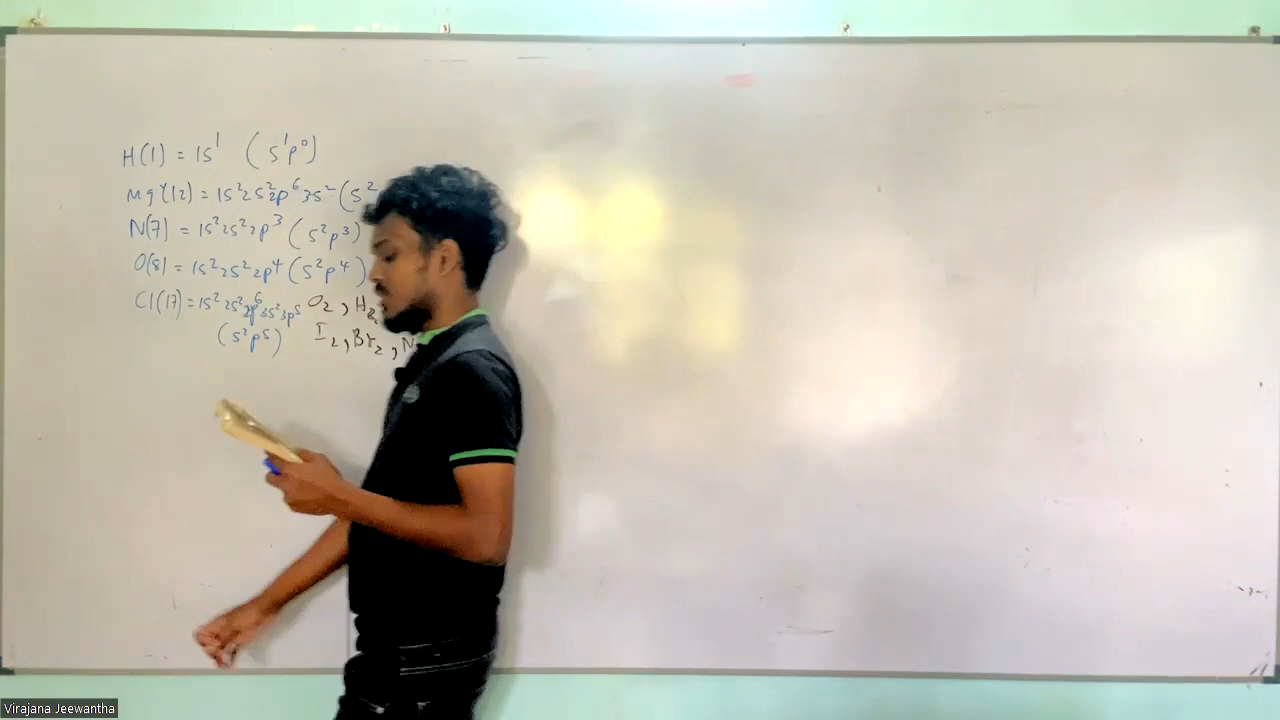 H(1) = 1s¹ (s¹p⁰)
Mg(12) = 1s²2s²2p⁶3s² (s²
N(7) = 1s²2s²2p³ (s²p³)
O(8) = 1s²2s²2p⁴ (s²p⁴)
Cl(17) = 1s²2s²2p⁶3s²3p⁵ O₂, H₂
(s²p⁵) I₂, Br₂, N
Virajana Jeewantha